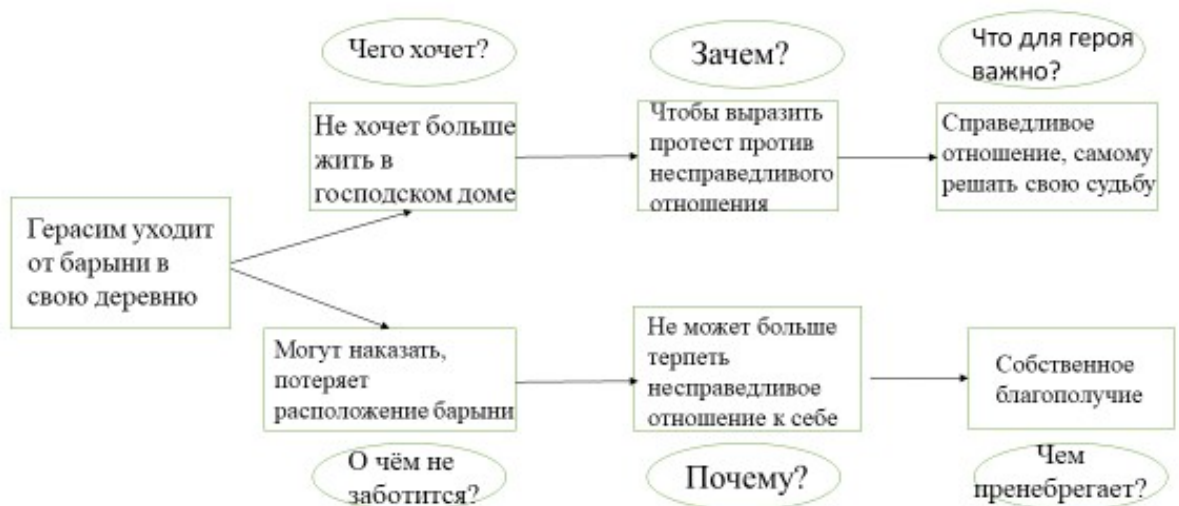 Чего хочет?
Зачем?
Что для героя
важно?
Не хочет больше
жить в
господском доме
Чтобы выразить
протест против
несправедливого
отношения
Справедливое
отношение, самому
решать свою судьбу
Герасим уходит
от барыни в
свою деревню
Могут наказать,
потеряет
расположение барыни
Не может больше
терпеть
несправедливое
отношение к себе
Собственное
благополучие
О чём не
заботится?
Почему?
Чем
пренебрегает?